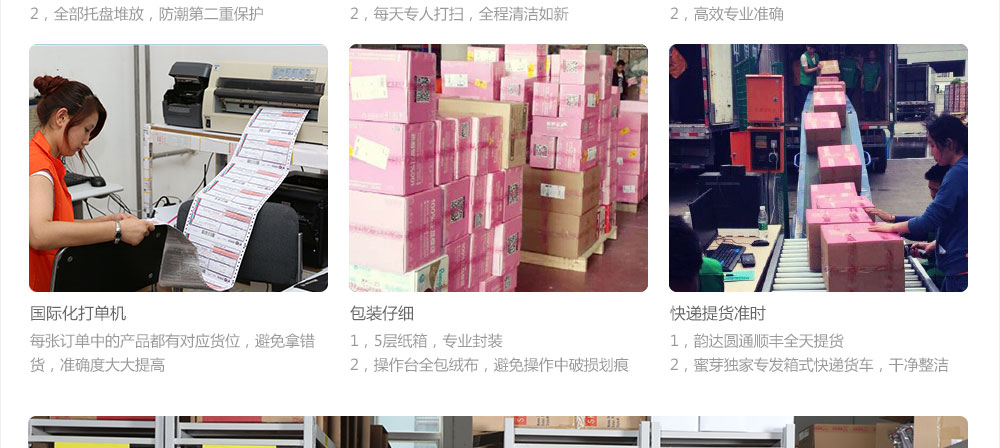 2，全部托盘堆放，防潮第二重保护
2，每天专人打扫，全程清洁如新
2，高效专业准确
国际化打单机
每张订单中的产品都有对应货位，避免拿错
货，准确度大大提高
包装仔细
1，5层纸箱，专业封装
2，操作台全包绒布，避免操作中破损划痕
快递提货准时
1，韵达圆通顺丰全天提货
2，蜜芽独家专发箱式快递货车，干净整洁